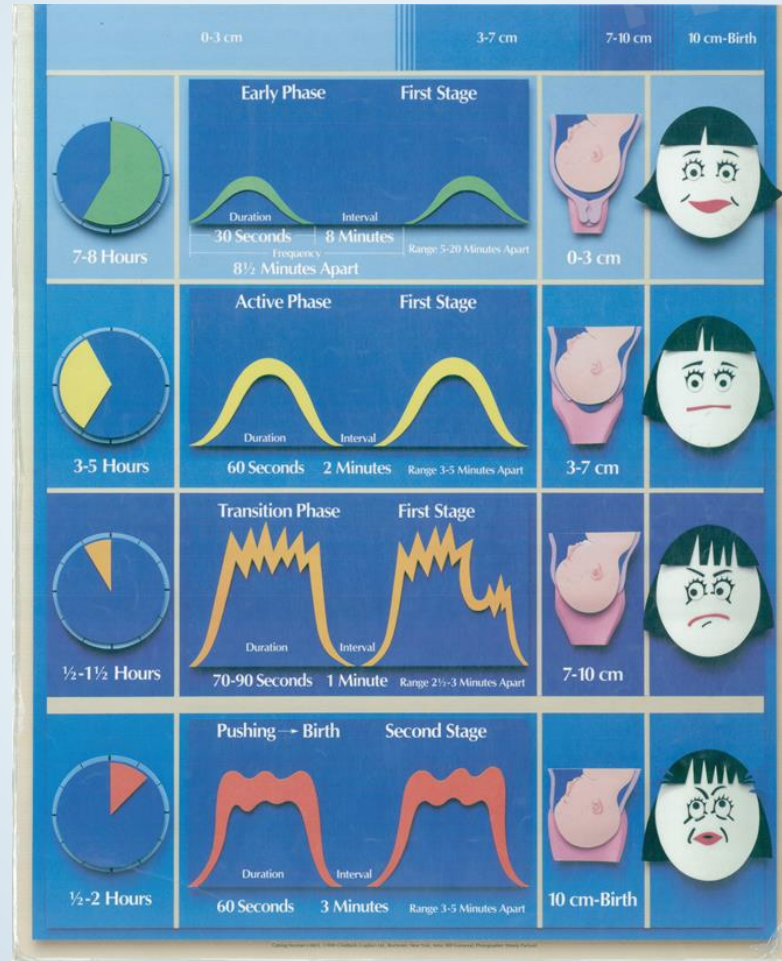 0-3 cm 3-7 cm 7-10 cm 10 cm-Birth
Early Phase First Stage
Duration Interval
30 Seconds 8 Minutes
Frequency
Range 5-20 Minutes Apart
8½ Minutes Apart
7-8 Hours
0-3 cm
Active Phase First Stage
Duration Interval
3-5 Hours
60 Seconds 2 Minutes Range 3-5 Minutes Apart
3-7 cm
Transition Phase First Stage
Duration Interval
½-1½ Hours
70-90 Seconds 1 Minute Range 2½-3 Minutes Apart
7-10 cm
Pushing → Birth Second Stage
Duration Interval
½-2 Hours
60 Seconds 3 Minutes Range 3-5 Minutes Apart
10 cm-Birth